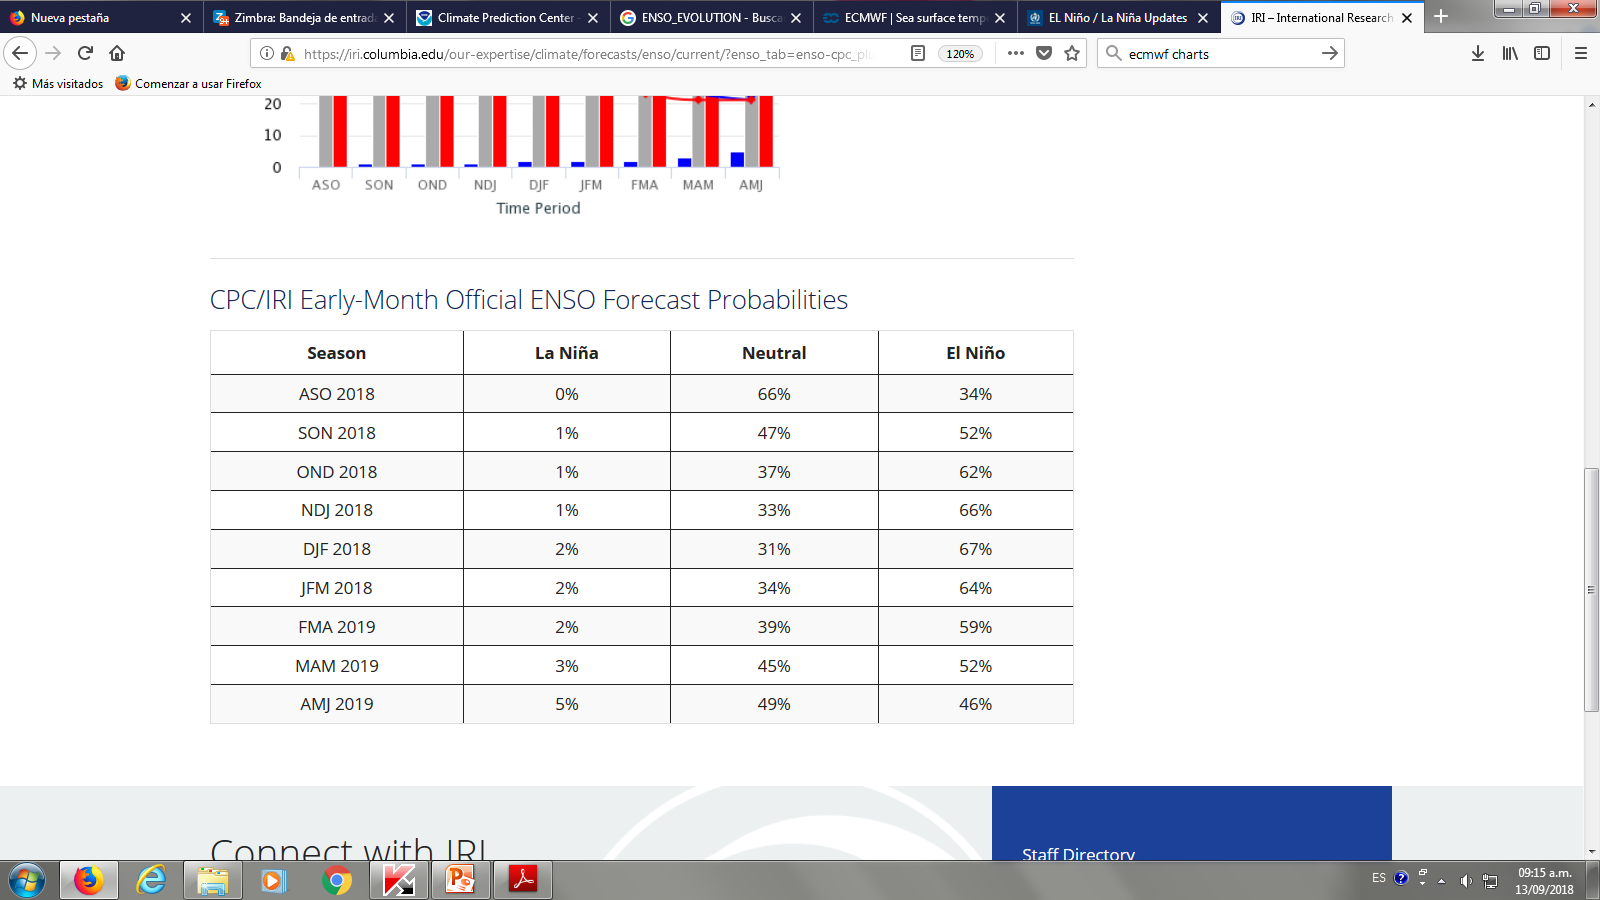 Nueva pestaña
Zimbra: Bandeja de entrad
Climate Prediction Center -
ENSO_EVOLUTION - Busca
ECMWF | Sea surface temp
EL Niño / La Niña Updates
IRI – International Research
https://iri.columbia.edu/our-expertise/climate/forecasts/enso/current/?enso_tab=enso-cpc_pl
120%
ecmwf charts
Más visitados
Comenzar a usar Firefox
20
10
0
ASO SON OND NDJ DJF JFM FMA MAM AMJ
Time Period
CPC/IRI Early-Month Official ENSO Forecast Probabilities
Season La Niña Neutral El Niño
ASO 2018 0% 66% 34%
SON 2018 1% 47% 52%
OND 2018 1% 37% 62%
NDJ 2018 1% 33% 66%
DJF 2018 2% 31% 67%
JFM 2018 2% 34% 64%
FMA 2019 2% 39% 59%
MAM 2019 3% 45% 52%
AMJ 2019 5% 49% 46%
Connect with IRI
Staff Directory
ES
09:15 a.m.
13/09/2018